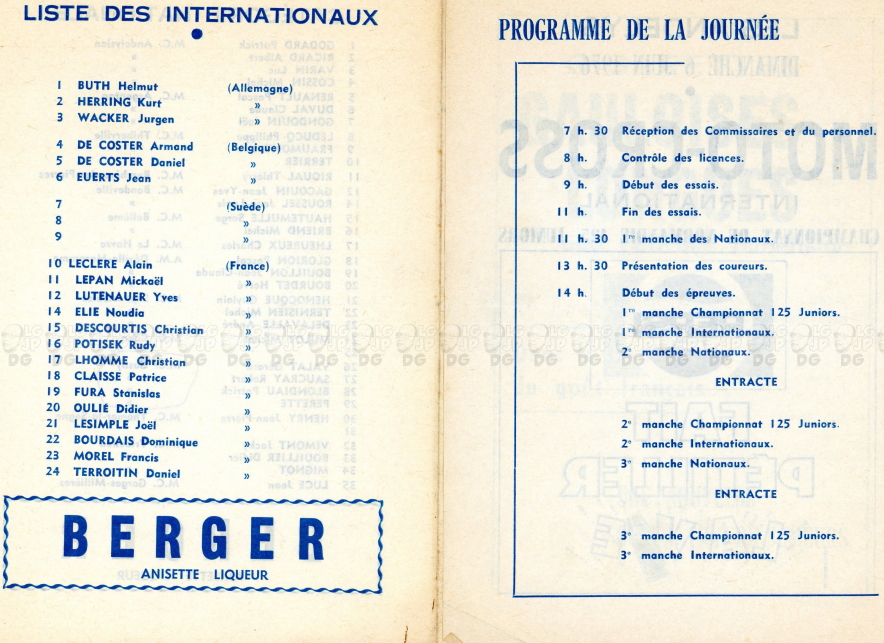 LISTE DES INTERNATIONAUX
1 BUTH Helmut (Allemagne)
2 HERRING Kurt »
3 WACKER Jurgen »
4 DE COSTER Armand (Belgique)
5 DE COSTER Daniel »
6 EUERTS Jean »
7 (Suède)
8 »
9 »
10 LECLERE Alain (France)
11 LEPAN Mickaël »
12 LUTENAUER Yves »
14 ELIE Noudia »
15 DESCOURTIS Christian »
16 POTISEK Rudy »
17 LHOMME Christian »
18 CLAISSE Patrice »
19 FURA Stanislas »
20 OULIÉ Didier »
21 LESIMPLE Joël »
22 BOURDAIS Dominique »
23 MOREL Francis »
24 TERROITIN Daniel »
BERGER
ANISETTE LIQUEUR
PROGRAMME DE LA JOURNÉE
7 h. 30 Réception des Commissaires et du personnel.
8 h. Contrôle des licences.
9 h. Début des essais.
11 h. Fin des essais.
11 h. 30 1re manche des Nationaux.
13 h. 30 Présentation des coureurs.
14 h. Début des épreuves.
1re manche Championnat 125 Juniors.
1re manche Internationaux.
2e manche Nationaux.
ENTRACTE
2e manche Championnat 125 Juniors.
2e manche Internationaux.
3e manche Nationaux.
ENTRACTE
3e manche Championnat 125 Juniors.
3e manche Internationaux.